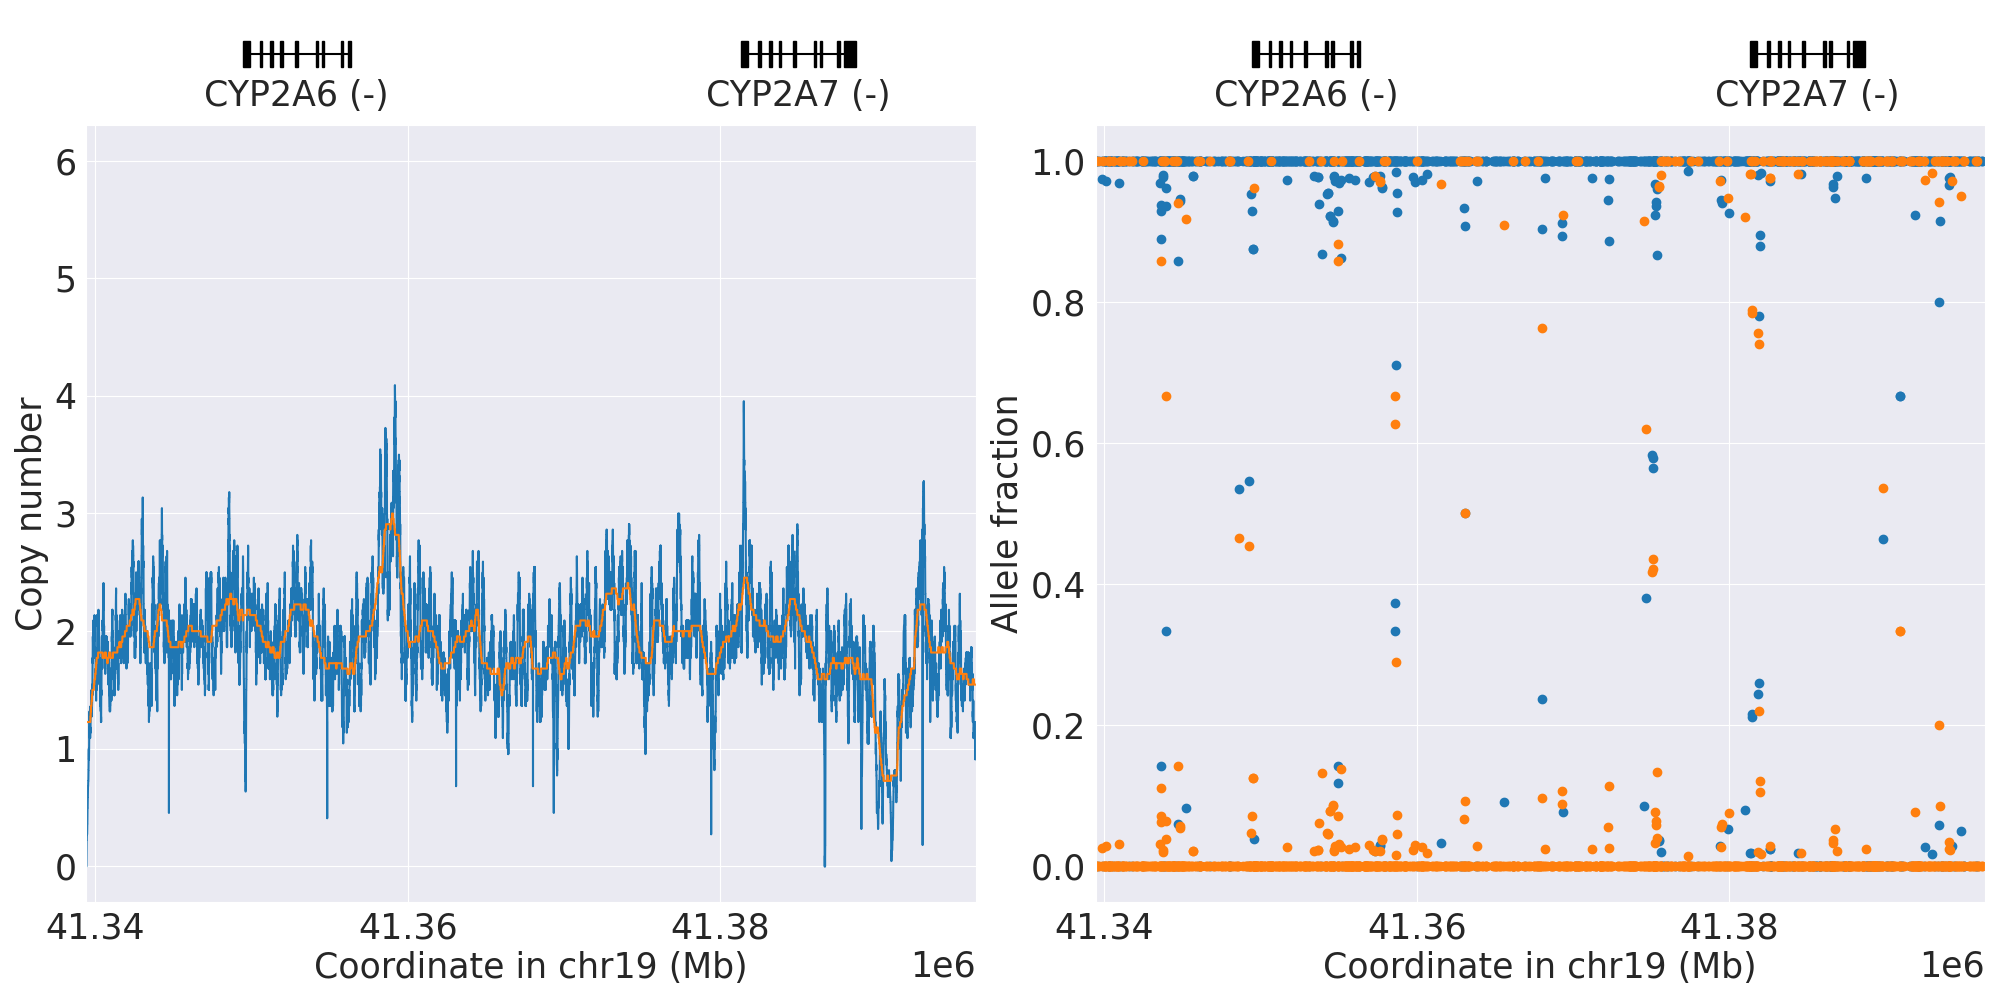 CYP2A6 (-)
CYP2A7 (-)
6
5
4
3
2
1
0
Copy number
41.34
41.36
41.38
Coordinate in chr19 (Mb)
1e6
CYP2A6 (-)
CYP2A7 (-)
1.0
0.8
0.6
0.4
0.2
0.0
Allele fraction
41.34
41.36
41.38
Coordinate in chr19 (Mb)
1e6